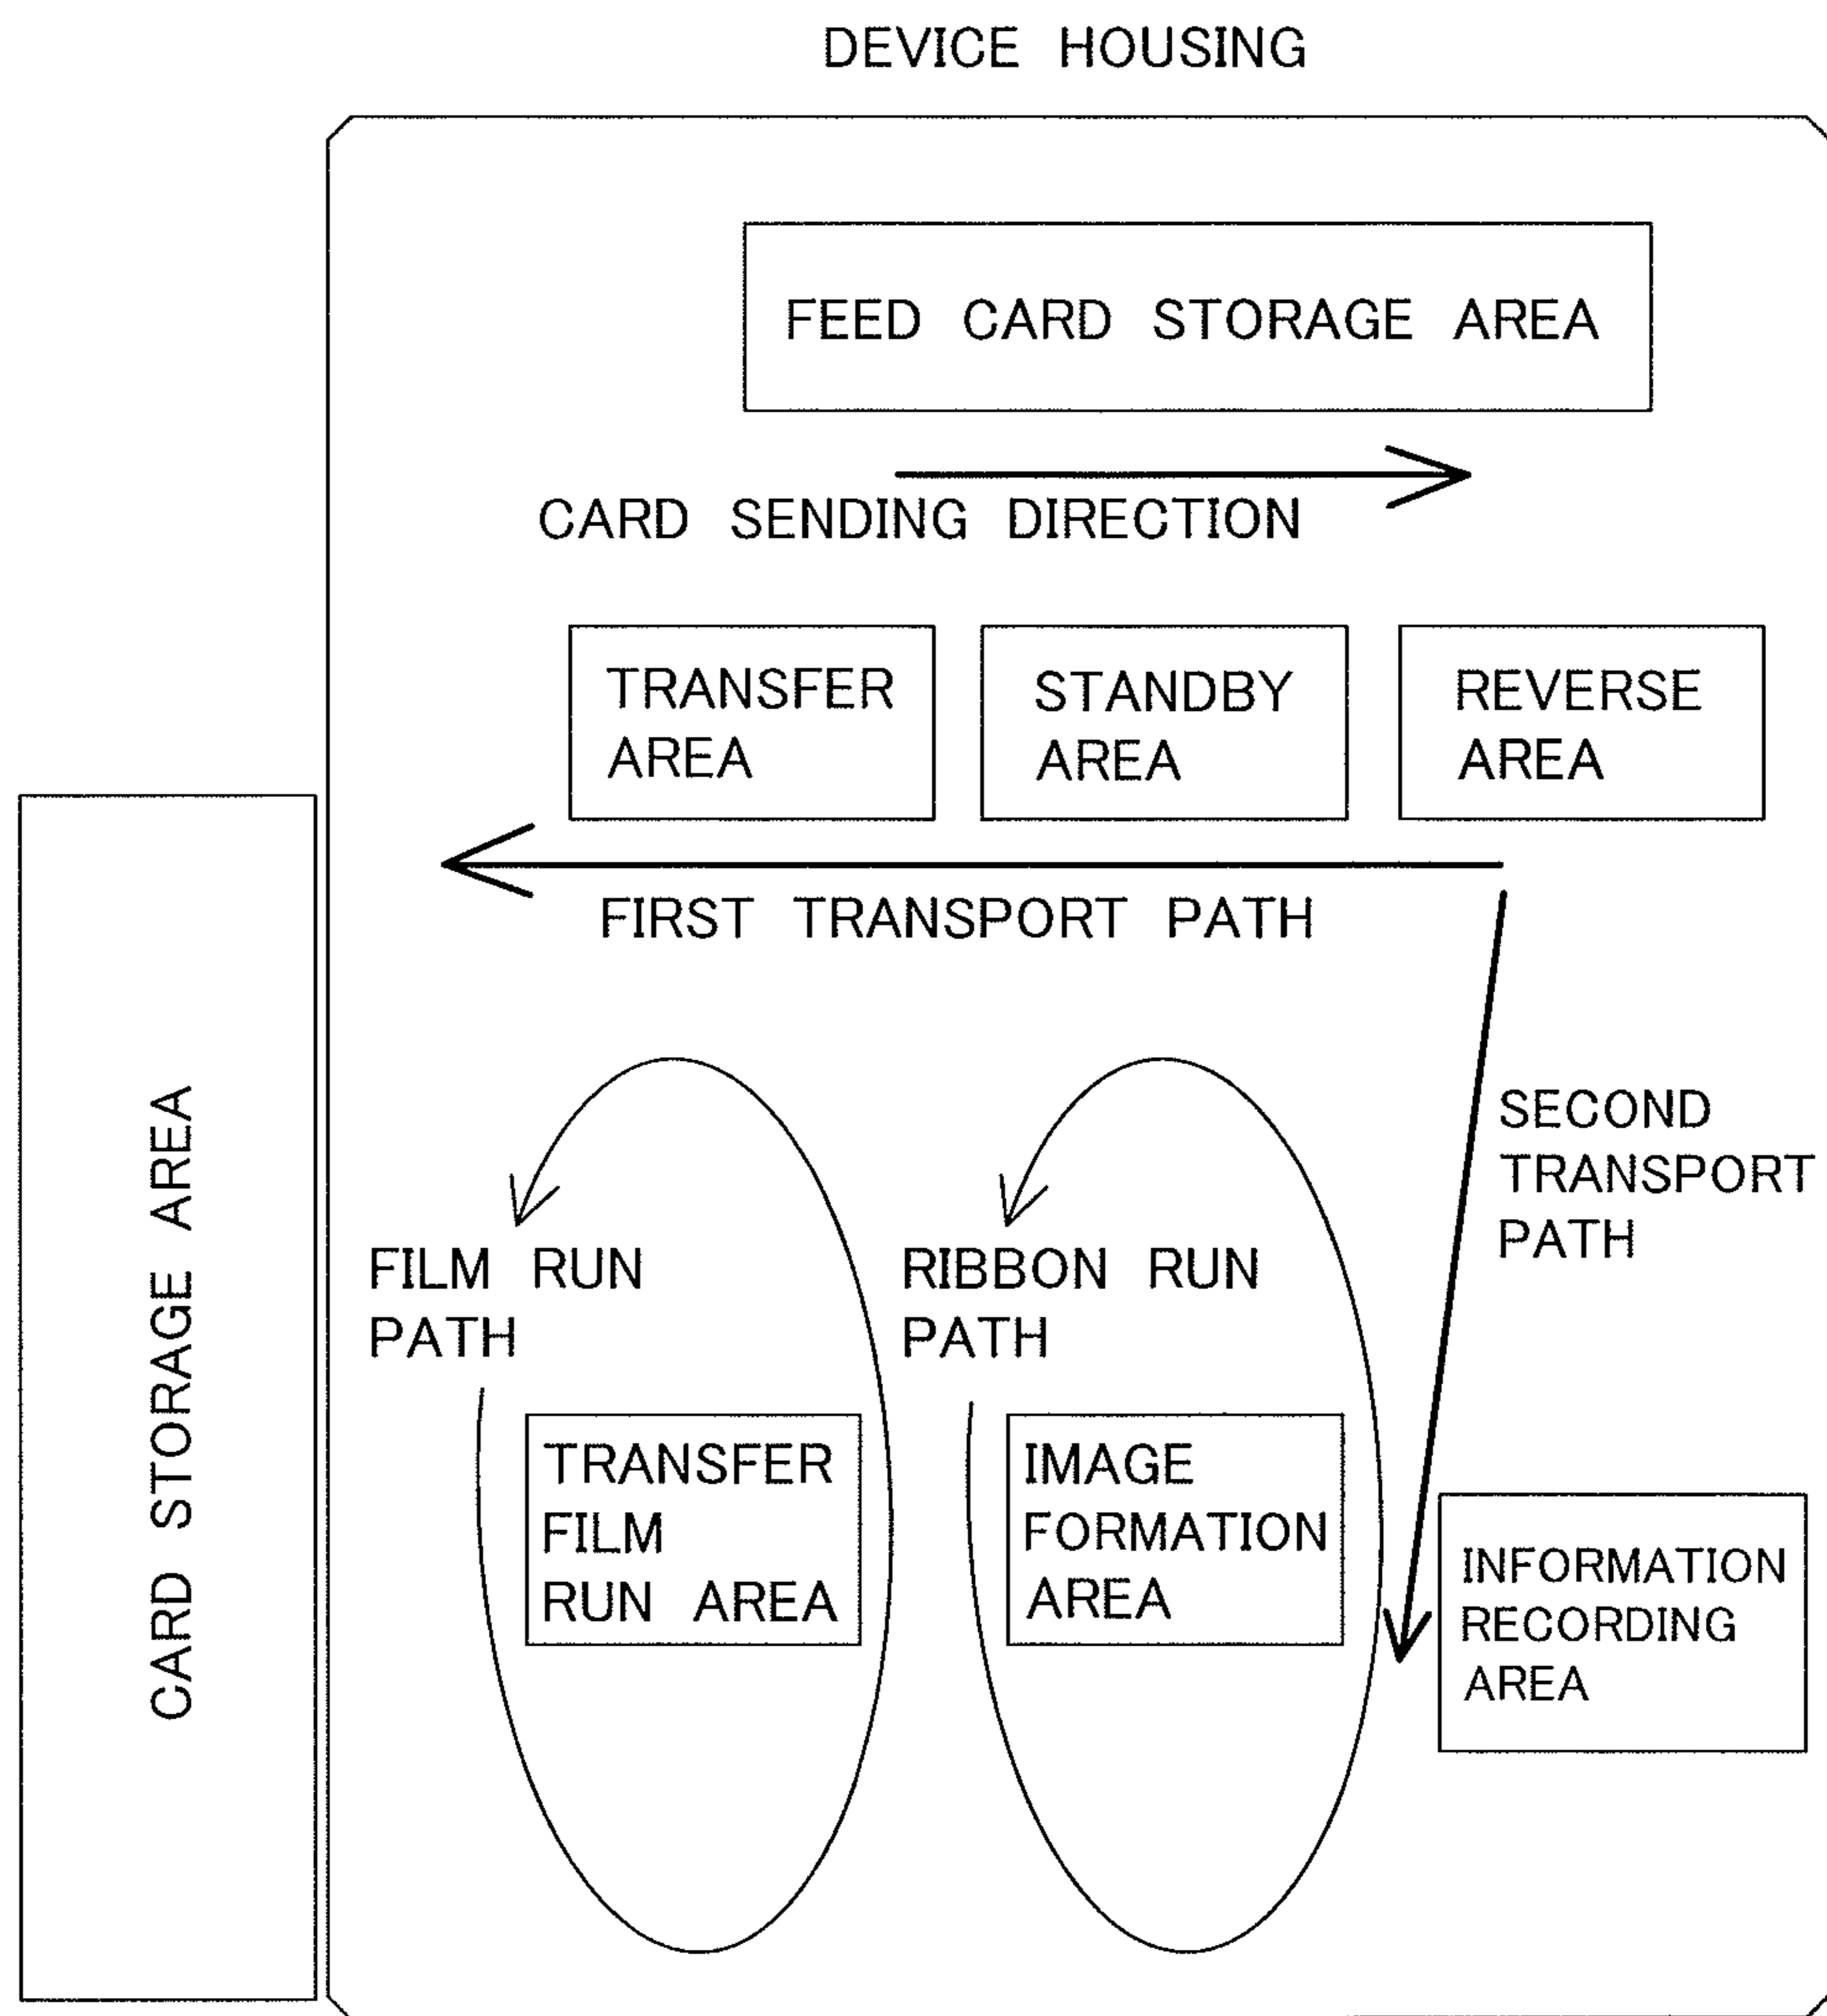 DEVICE HOUSING
FEED CARD STORAGE AREA
CARD SENDING DIRECTION
TRANSFER
AREA
STANDBY
AREA
REVERSE
AREA
FIRST TRANSPORT PATH
SECOND
TRANSPORT
PATH
CARD STORAGE AREA
FILM RUN
PATH
RIBBON RUN
PATH
TRANSFER
FILM
RUN AREA
IMAGE
FORMATION
AREA
INFORMATION
RECORDING
AREA